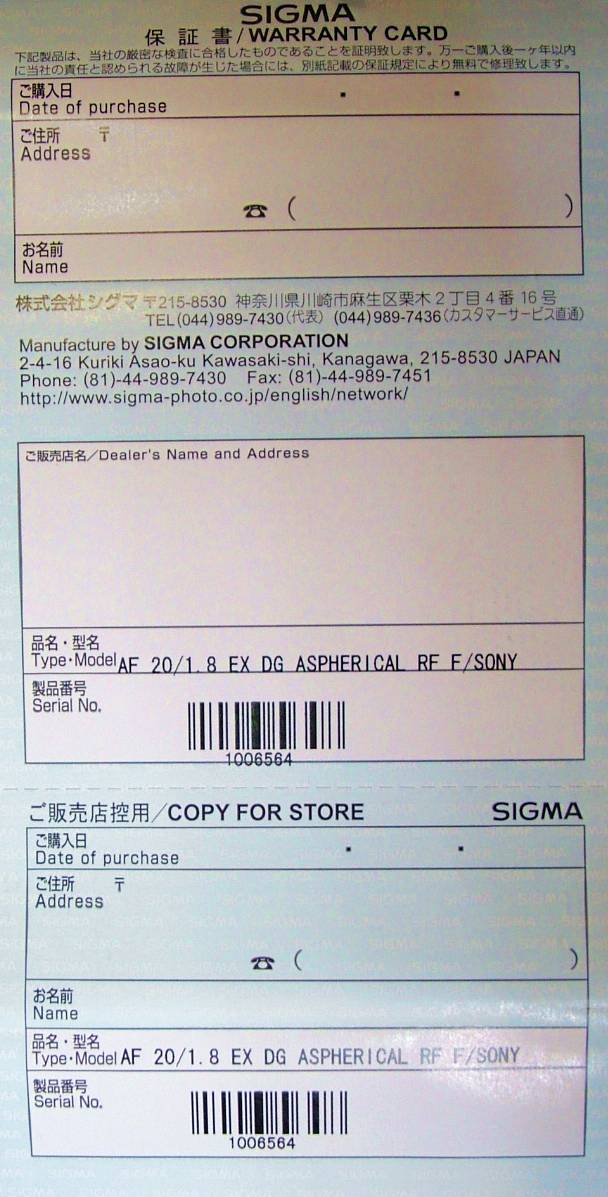 SIGMA
保証書/WARRANTY CARD
下記製品は、当社の厳密な検査に合格したものであることを証明致します。万一ご購入後一ヶ年以内
に当社の責任と認められる故障が生じた場合には、別紙記載の保証規定により無料で修理致します。
ご購入日
Date of purchase
ご住所 〒
Address
☎ ( )
お名前
Name
株式会社シグマ 〒215-8530 神奈川県川崎市麻生区栗木2丁目4番16号
TEL(044)989-7430(代表) (044)989-7436(カスタマーサービス直通)
Manufacture by SIGMA CORPORATION
2-4-16 Kuriki Asao-ku Kawasaki-shi, Kanagawa, 215-8530 JAPAN
Phone: (81)-44-989-7430 Fax: (81)-44-989-7451
http://www.sigma-photo.co.jp/english/network/
ご販売店名/Dealer's Name and Address
品名・型名
Type・Model AF 20/1.8 EX DG ASPHERICAL RF F/SONY
製品番号
Serial No.
1006564
ご販売店控用/COPY FOR STORE SIGMA
ご購入日
Date of purchase
ご住所 〒
Address
☎ ( )
お名前
Name
品名・型名
Type・Model AF 20/1.8 EX DG ASPHERICAL RF F/SONY
製品番号
Serial No.
1006564